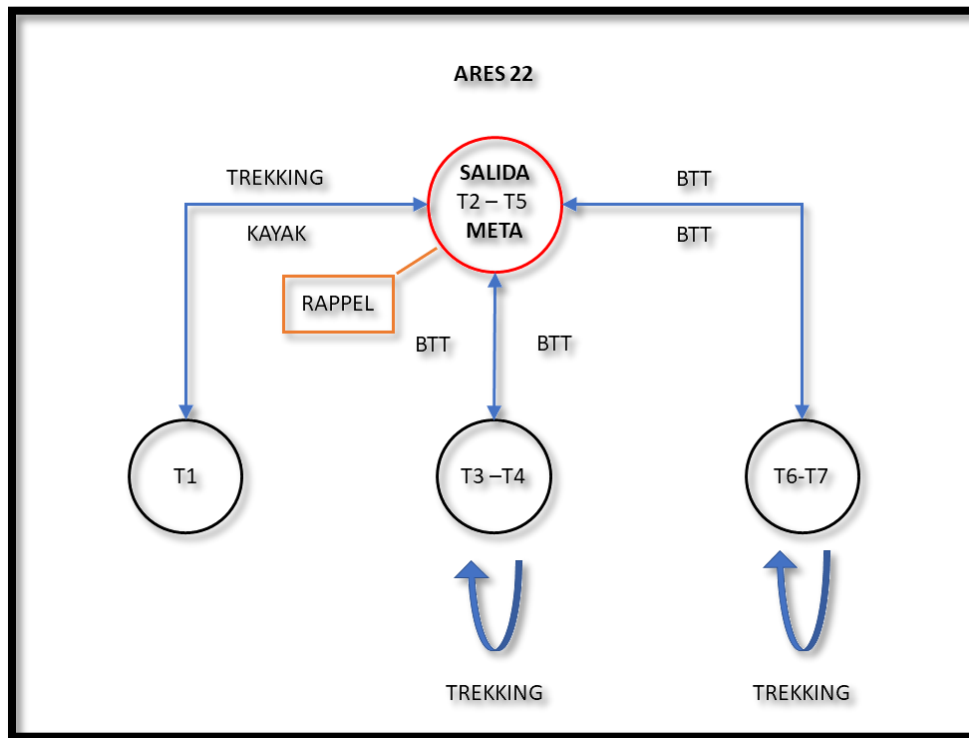 ARES 22
TREKKING
KAYAK
SALIDA
T2 – T5
META
BTT
BTT
RAPPEL
BTT
BTT
T1
T3 –T4
T6-T7
TREKKING
TREKKING